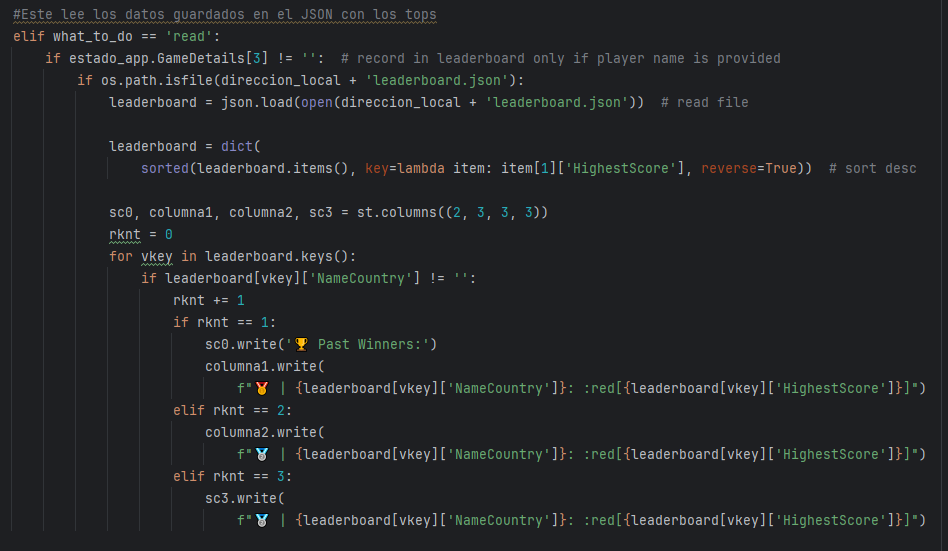 #Este lee los datos guardados en el JSON con los tops
elif what_to_do == 'read':
if estado_app.GameDetails[3] != '':  # record in leaderboard only if player name is provided
if os.path.isfile(direccion_local + 'leaderboard.json'):
leaderboard = json.load(open(direccion_local + 'leaderboard.json'))  # read file
leaderboard = dict(
sorted(leaderboard.items(), key=lambda item: item[1]['HighestScore'], reverse=True))  # sort desc
sc0, columna1, columna2, sc3 = st.columns((2, 3, 3, 3))
rknt = 0
for vkey in leaderboard.keys():
if leaderboard[vkey]['NameCountry'] != '':
rknt += 1
if rknt == 1:
sc0.write('🏆 Past Winners:')
columna1.write(
f"🏅 | {leaderboard[vkey]['NameCountry']}: :red[{leaderboard[vkey]['HighestScore']}]")
elif rknt == 2:
columna2.write(
f"🥈 | {leaderboard[vkey]['NameCountry']}: :red[{leaderboard[vkey]['HighestScore']}]")
elif rknt == 3:
sc3.write(
f"🥈 | {leaderboard[vkey]['NameCountry']}: :red[{leaderboard[vkey]['HighestScore']}]")